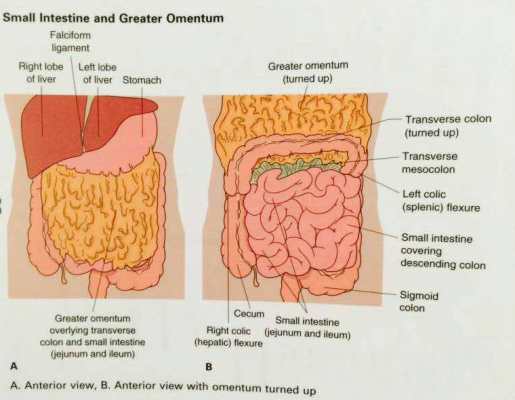 Small Intestine and Greater Omentum
Falciform
ligament
Right lobe
of liver
Left lobe
of liver
Stomach
Greater omentum
(turned up)
Transverse colon
(turned up)
Transverse
mesocolon
Left colic
(splenic) flexure
Small intestine
covering
descending colon
Sigmoid
colon
Cecum
Small intestine
(jejunum and ileum)
Right colic
(hepatic) flexure
Greater omentum
overlying transverse
colon and small intestine
(jejunum and ileum)
A
B
A. Anterior view, B. Anterior view with omentum turned up